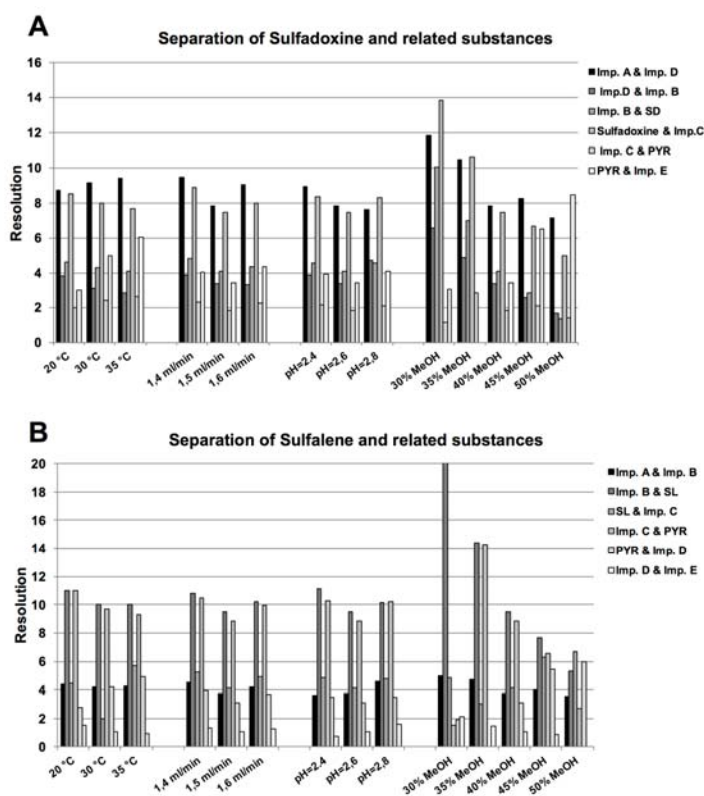 A
Separation of Sulfadoxine and related substances
16
14
12
10
8
6
4
2
0
Resolution
20 °C
30 °C
35 °C
1,4 ml/min
1,5 ml/min
1,6 ml/min
pH=2,4
pH=2,6
pH=2,8
30% MeOH
35% MeOH
40% MeOH
45% MeOH
50% MeOH
Imp. A & Imp. D
Imp.D & Imp. B
Imp. B & SD
Sulfadoxine & Imp.C
Imp. C & PYR
PYR & Imp. E
B
Separation of Sulfalene and related substances
20
18
16
14
12
10
8
6
4
2
0
Resolution
20 °C
30 °C
35 °C
1,4 ml/min
1,5 ml/min
1,6 ml/min
pH=2,4
pH=2,6
pH=2,8
30% MeOH
35% MeOH
40% MeOH
45% MeOH
50% MeOH
Imp. A & Imp. B
Imp. B & SL
SL & Imp. C
Imp. C & PYR
PYR & Imp. D
Imp. D & Imp. E